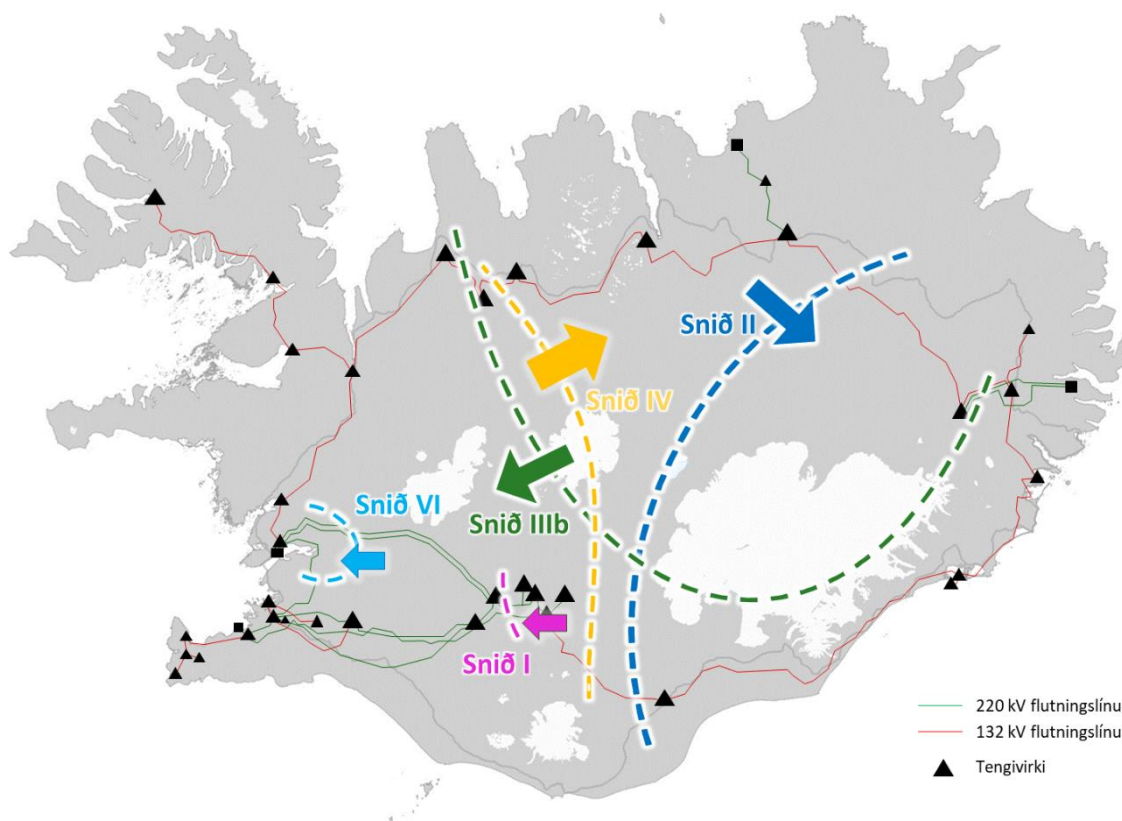 Snið II
Snið IV
Snið VI
Snið IIIb
Snið I
220 kV flutningslínu
132 kV flutningslínu
Tengivirki